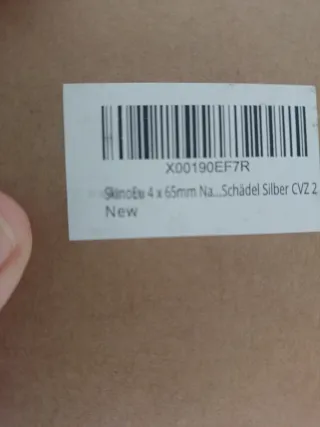 X00190EF7R
SkinoEu 4 x 65mm Na...Schädel Silber CVZ 2
New